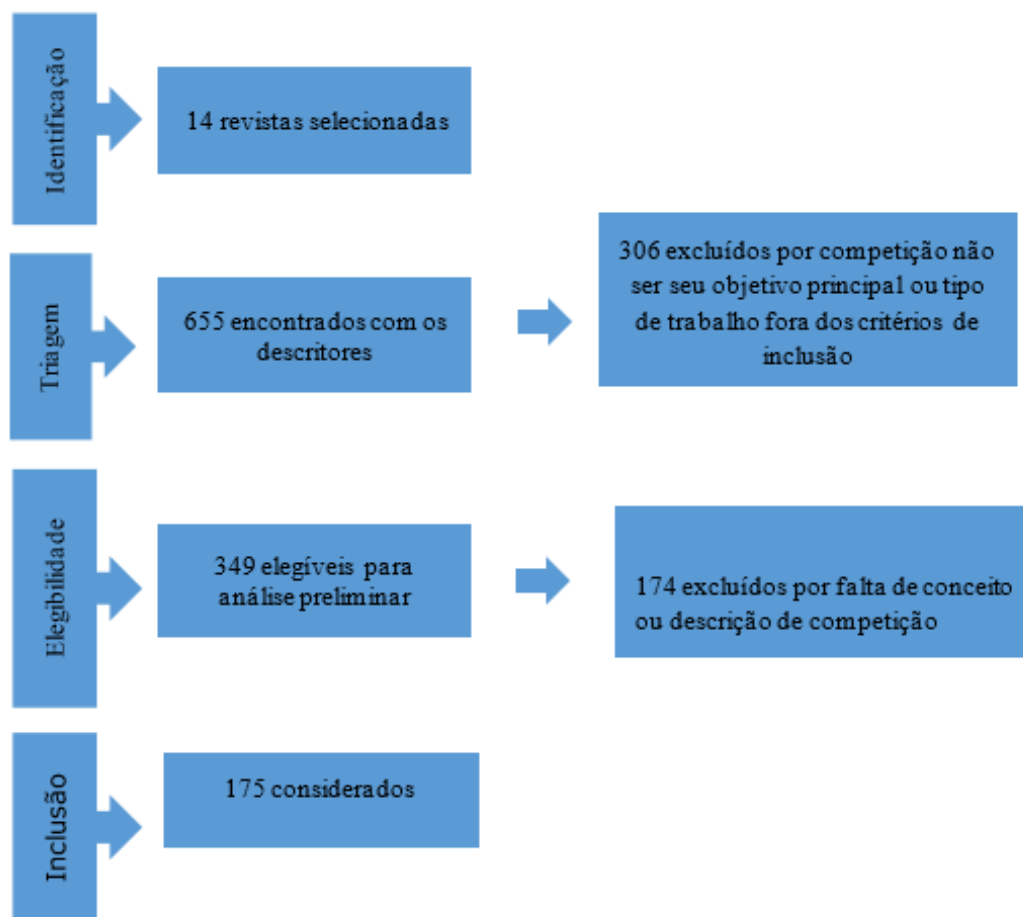 Identificação
14 revistas selecionadas
Triagem
655 encontrados com os
descritores
306 excluídos por competição não
ser seu objetivo principal ou tipo
de trabalho fora dos critérios de
inclusão
Elegibilidade
349 elegíveis para
análise preliminar
174 excluídos por falta de conceito
ou descrição de competição
Inclusão
175 considerados